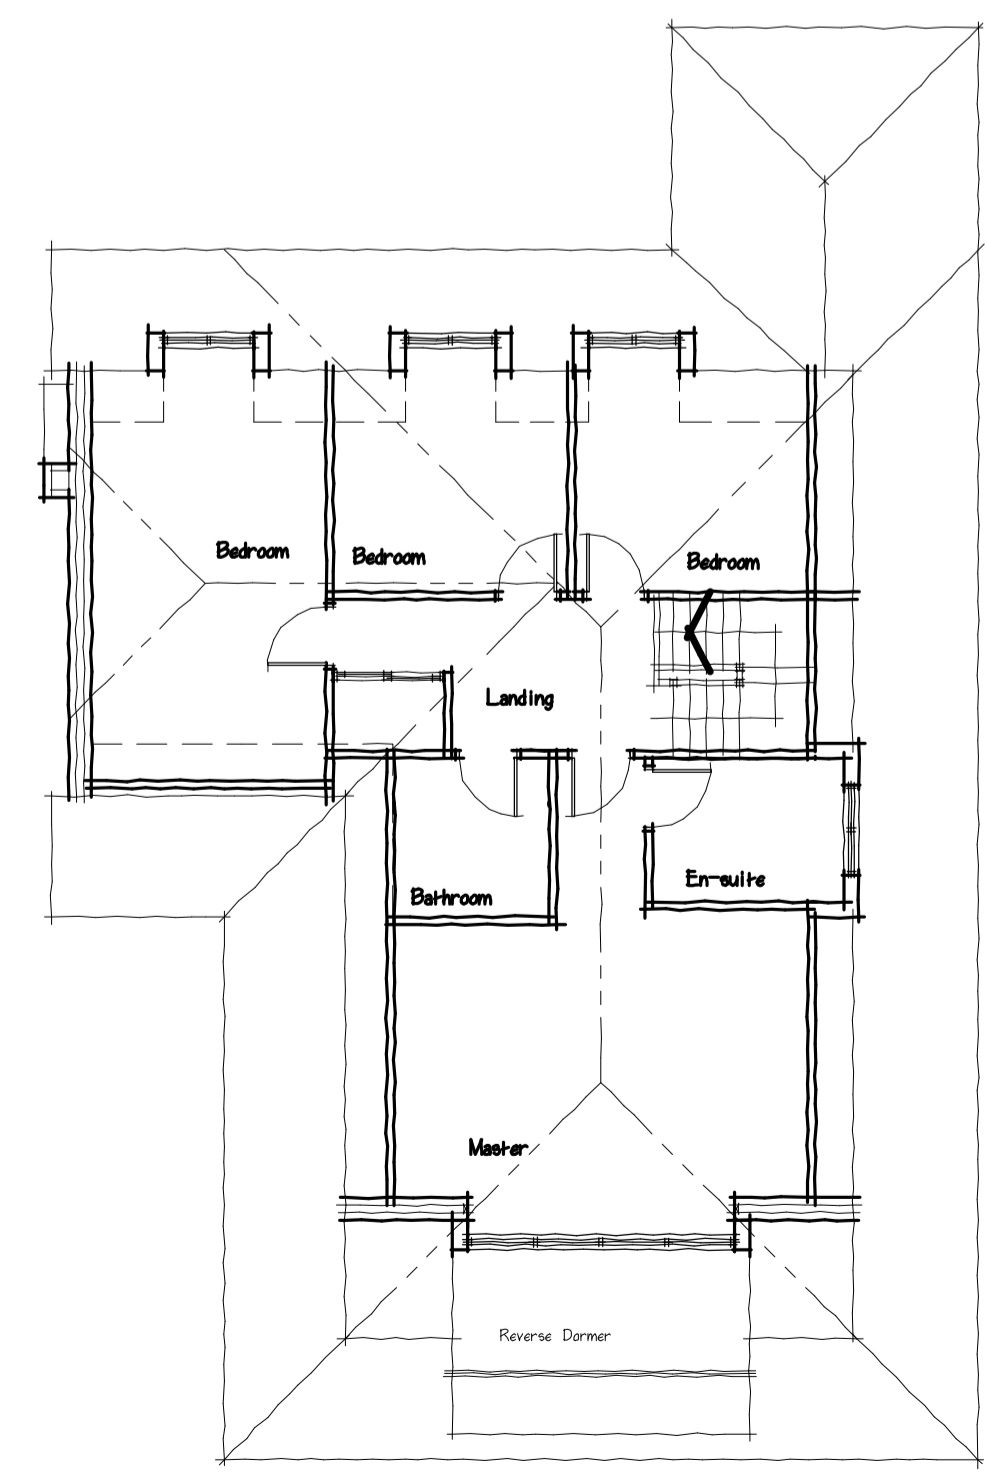 Bedroom
Bedroom
Bedroom
Landing
En-suite
Bathroom
Master
Reverse Dormer